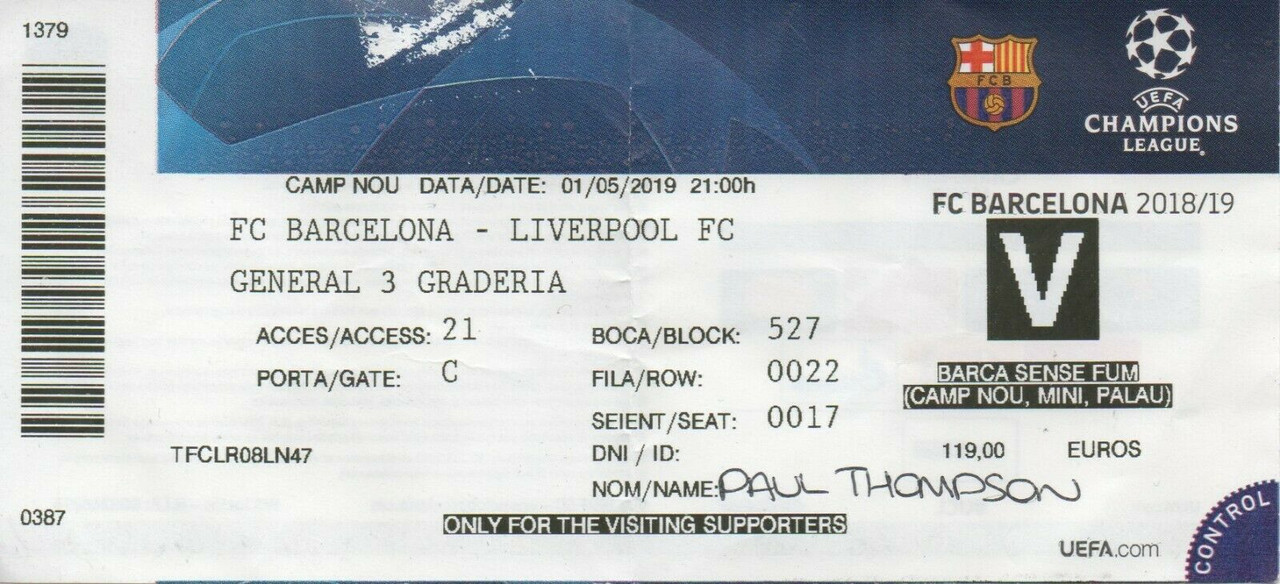 1379
FCB
UEFA
CHAMPIONS
LEAGUE
CAMP NOU DATA/DATE: 01/05/2019 21:00h
FC BARCELONA 2018/19
FC BARCELONA - LIVERPOOL FC
V
GENERAL 3 GRADERIA
ACCES/ACCESS: 21
BOCA/BLOCK: 527
PORTA/GATE: C
FILA/ROW: 0022
BARCA SENSE FUM
(CAMP NOU, MINI, PALAU)
SEIENT/SEAT: 0017
TFCLR08LN47
DNI / ID:
119,00 EUROS
NOM/NAME: PAUL THOMPSON
0387
ONLY FOR THE VISITING SUPPORTERS
UEFA.com
CONTROL